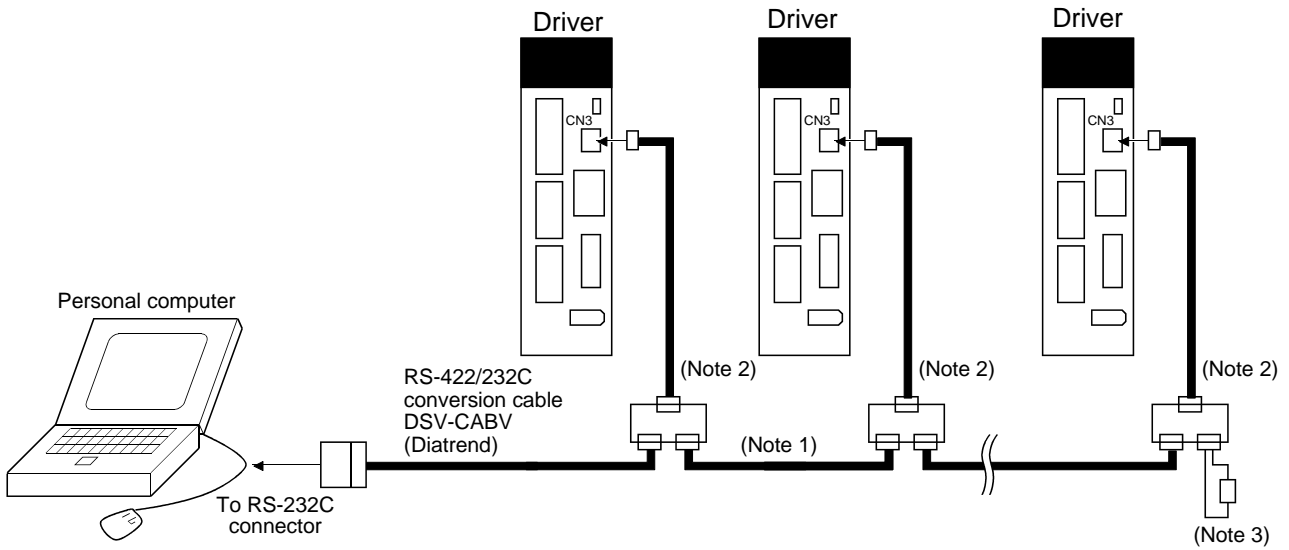 Driver
Driver
Driver
CN3
CN3
CN3
Personal computer
RS-422/232C
conversion cable
DSV-CABV
(Diatrend)
(Note 2)
(Note 2)
(Note 2)
(Note 1)
To RS-232C
connector
(Note 3)